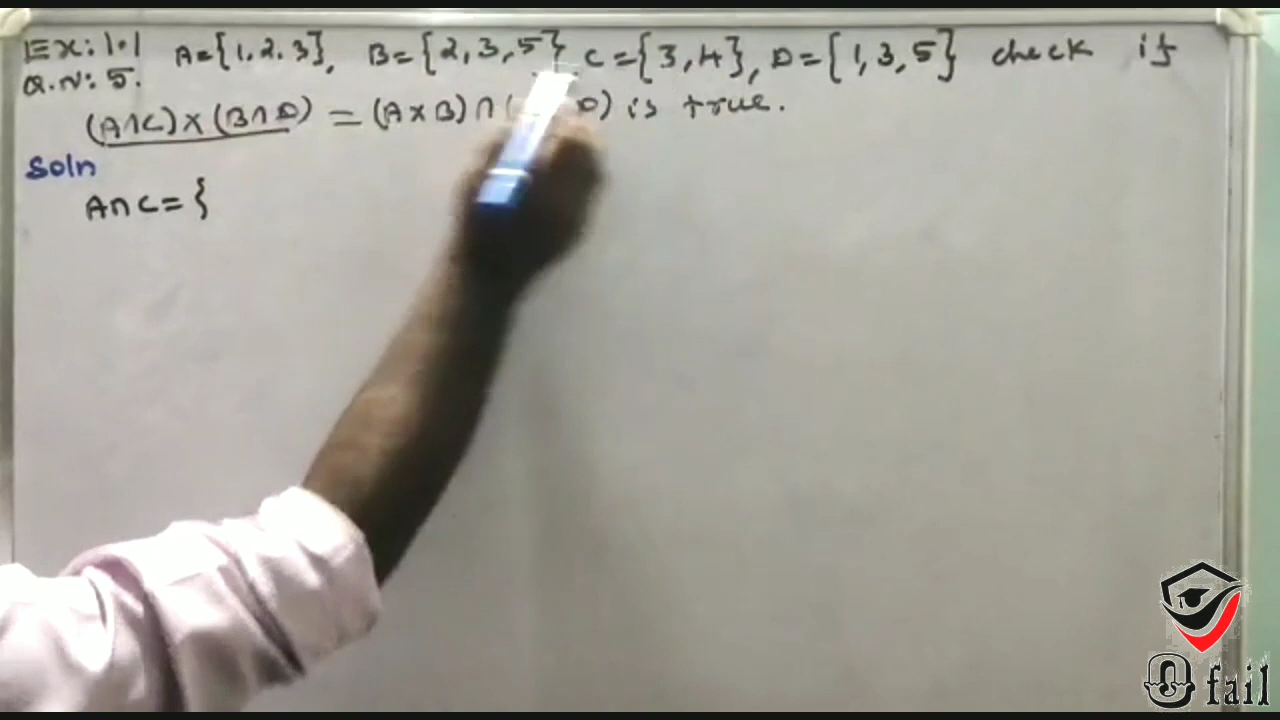 Ex: 1.1 A={1.2.3}, B={2,3,5} C={3,4}, D={1,3,5} check if
Q.N: 5.
(A∩C)×(B∩D) = (A×B)∩( D) is true.
Soln
A∩C={
0 fail